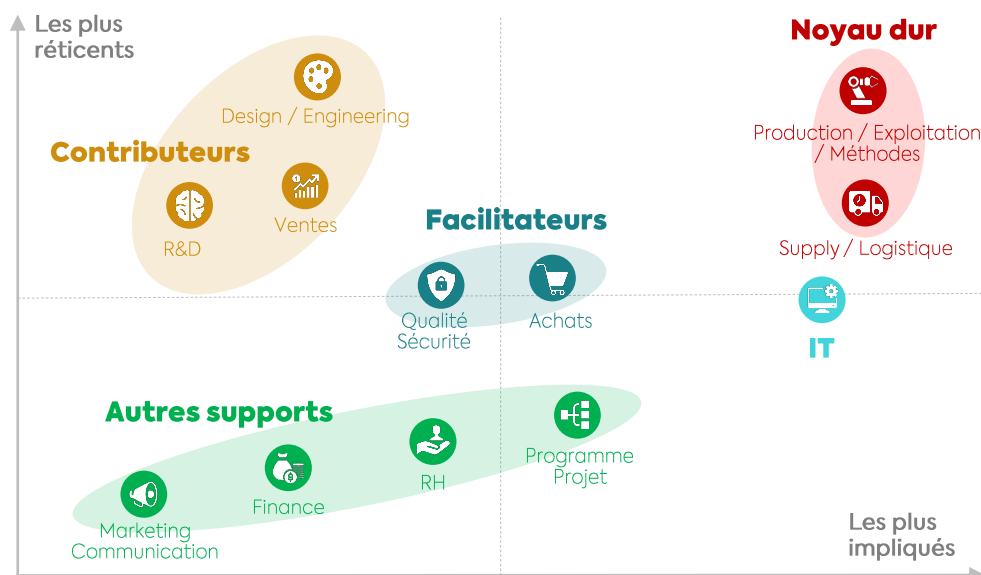 Les plus
réticents
Noyau dur
Design / Engineering
Production / Exploitation
/ Méthodes
Contributeurs
Ventes
Facilitateurs
R&D
Supply / Logistique
Qualité
Sécurité
Achats
IT
Autres supports
Programme
Projet
RH
Finance
Marketing
Communication
Les plus
impliqués